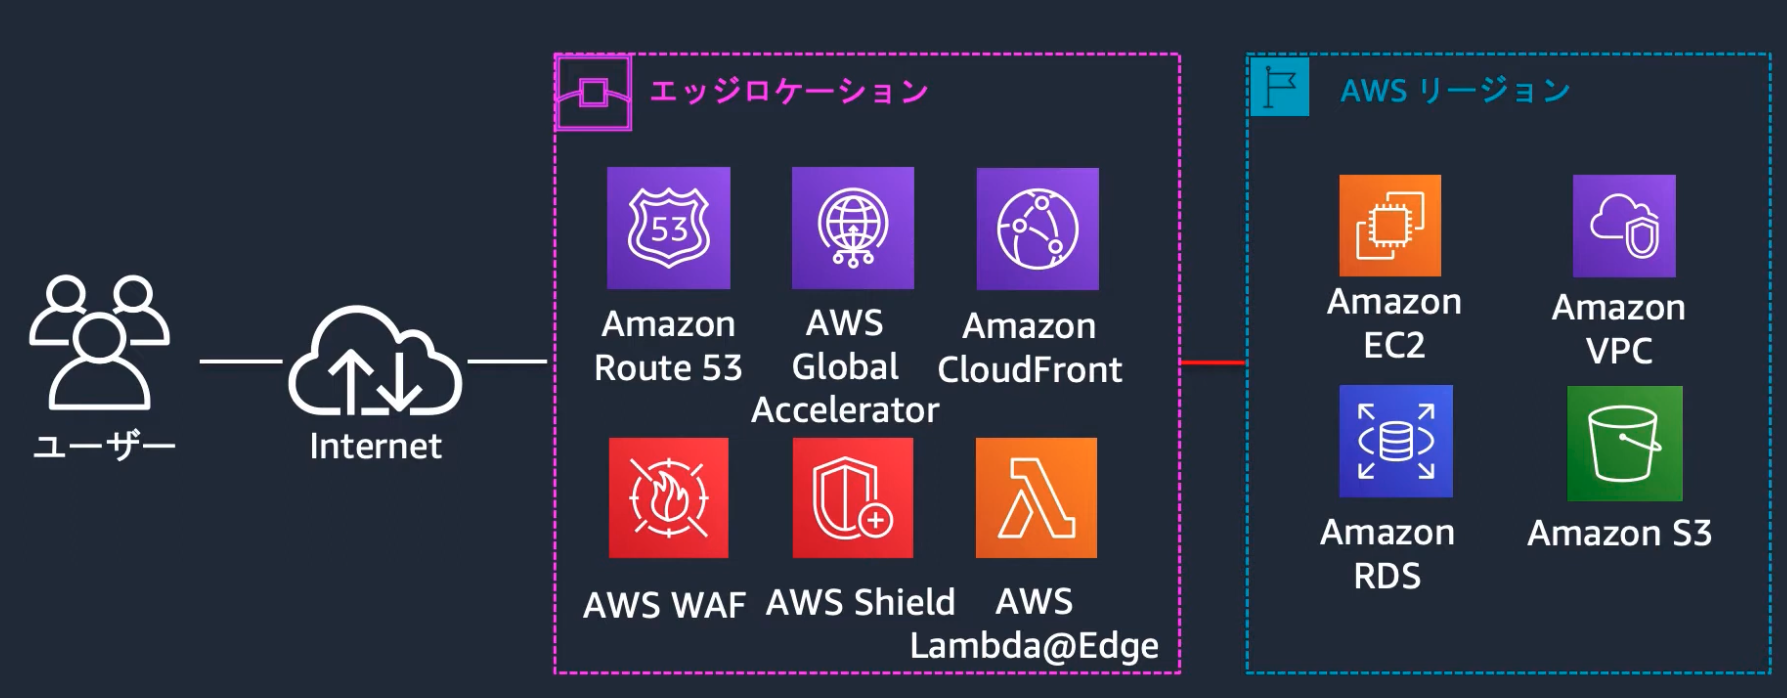 エッジロケーション
AWS リージョン
53
Amazon
Route 53
AWS
Global
Accelerator
Amazon
CloudFront
Amazon
EC2
Amazon
VPC
ユーザー
Internet
AWS WAF
AWS Shield
AWS
Lambda@Edge
Amazon
RDS
Amazon S3